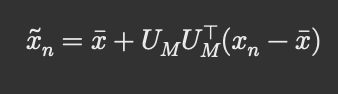 x̃ₙ = x̄ + U_M U_M^⊤ (xₙ − x̄)